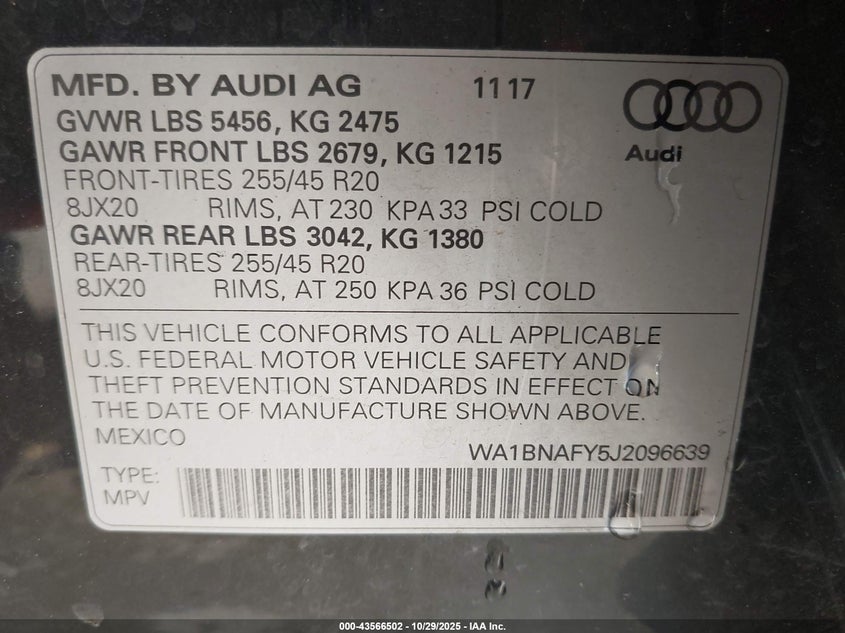 MFD. BY AUDI AG 11 17
GVWR LBS 5456, KG 2475
GAWR FRONT LBS 2679, KG 1215
Audi
FRONT-TIRES 255/45 R20
8JX20 RIMS, AT 230 KPA 33 PSI COLD
GAWR REAR LBS 3042, KG 1380
REAR-TIRES 255/45 R20
8JX20 RIMS, AT 250 KPA 36 PSI COLD
THIS VEHICLE CONFORMS TO ALL APPLICABLE
U.S. FEDERAL MOTOR VEHICLE SAFETY AND
THEFT PREVENTION STANDARDS IN EFFECT ON
THE DATE OF MANUFACTURE SHOWN ABOVE.
MEXICO
WA1BNAFY5J2096639
TYPE:
MPV
000-43566502 - 10/29/2025 - IAA Inc.